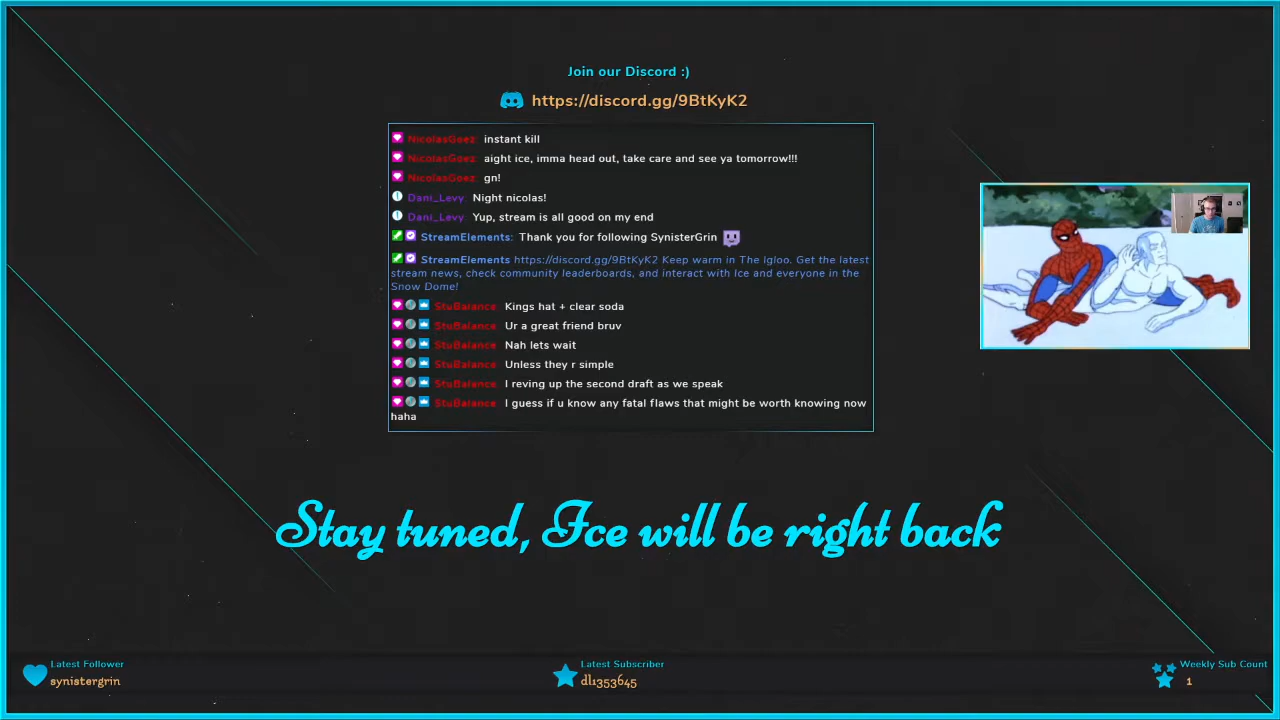 Join our Discord :)
https://discord.gg/9BtKyK2
NicolasGoez: instant kill
NicolasGoez: aight ice, imma head out, take care and see ya tomorrow!!!
NicolasGoez: gn!
Dani_Levy: Night nicolas!
Dani_Levy: Yup, stream is all good on my end
StreamElements: Thank you for following SynisterGrin
StreamElements https://discord.gg/9BtKyK2 Keep warm in The Igloo. Get the latest
stream news, check community leaderboards, and interact with Ice and everyone in the
Snow Dome!
StuBalance: Kings hat + clear soda
StuBalance: Ur a great friend bruv
StuBalance: Nah lets wait
StuBalance: Unless they r simple
StuBalance: I reving up the second draft as we speak
StuBalance: I guess if u know any fatal flaws that might be worth knowing now
haha
Stay tuned, Ice will be right back
Latest Follower
synistergrin
Latest Subscriber
dl1353645
Weekly Sub Count
1